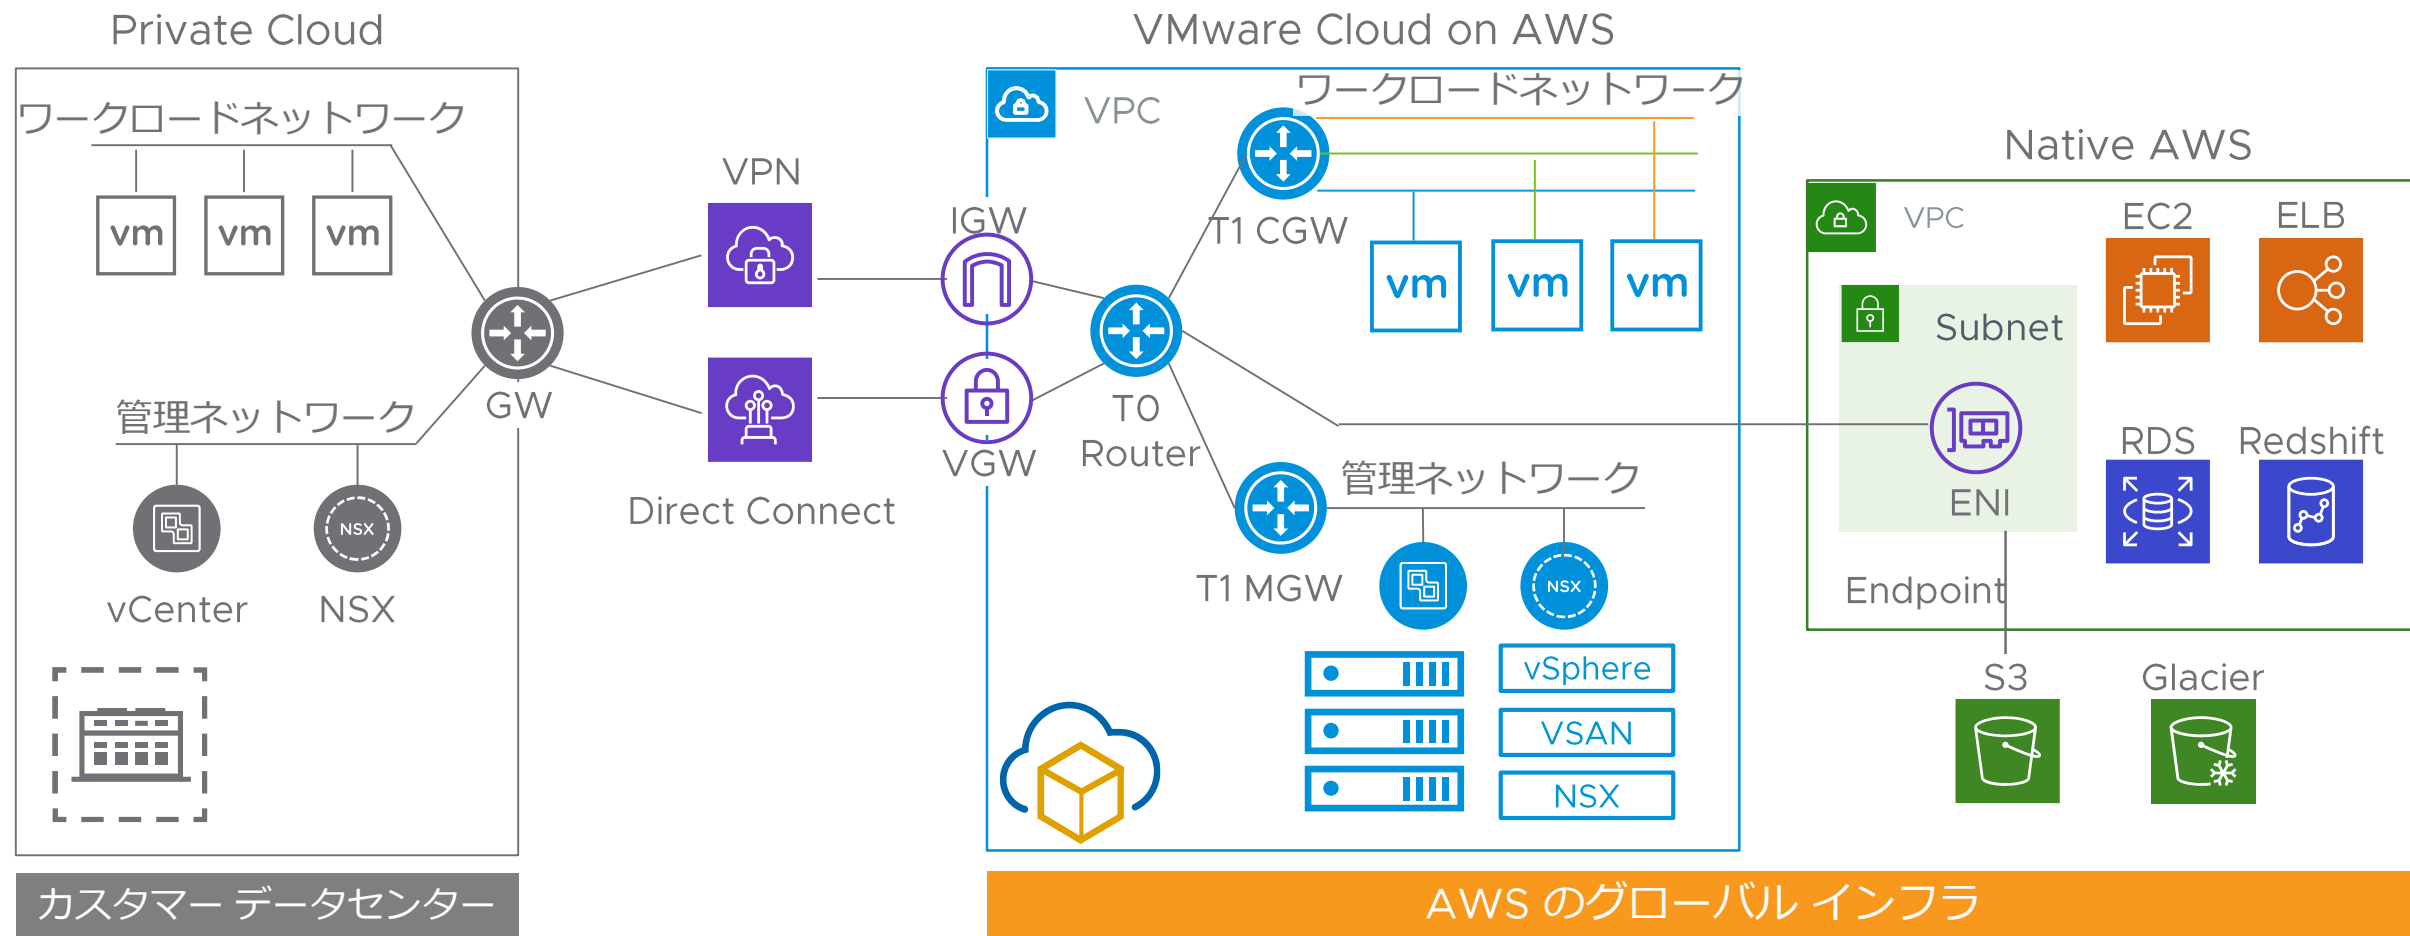 Private Cloud
ワークロードネットワーク
vm
vm
vm
管理ネットワーク
GW
NSX
vCenter
NSX
カスタマー データセンター
VPN
Direct Connect
VMware Cloud on AWS
VPC
ワークロードネットワーク
IGW
T1 CGW
vm
vm
vm
VGW
T0
Router
管理ネットワーク
T1 MGW
NSX
vSphere
VSAN
NSX
Native AWS
VPC
EC2
ELB
Subnet
ENI
RDS
Redshift
Endpoint
S3
Glacier
AWS のグローバル インフラ